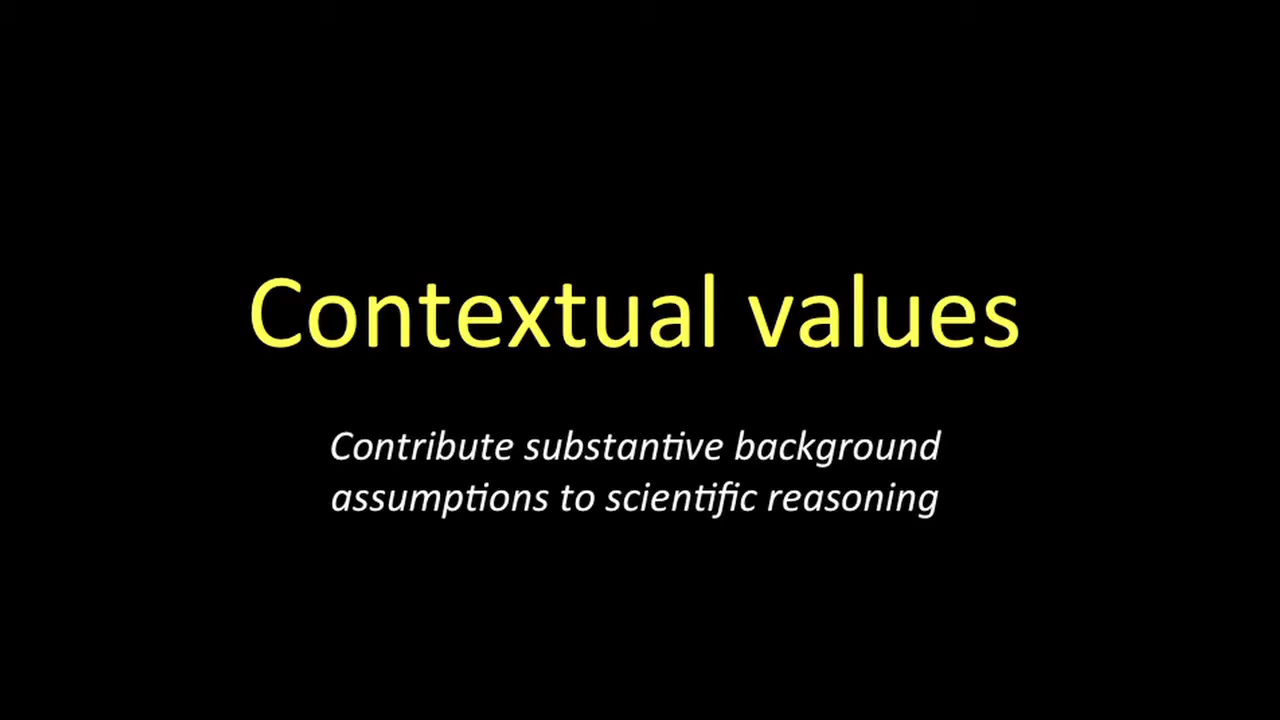 Contextual values
Contribute substantive background
assumptions to scientific reasoning